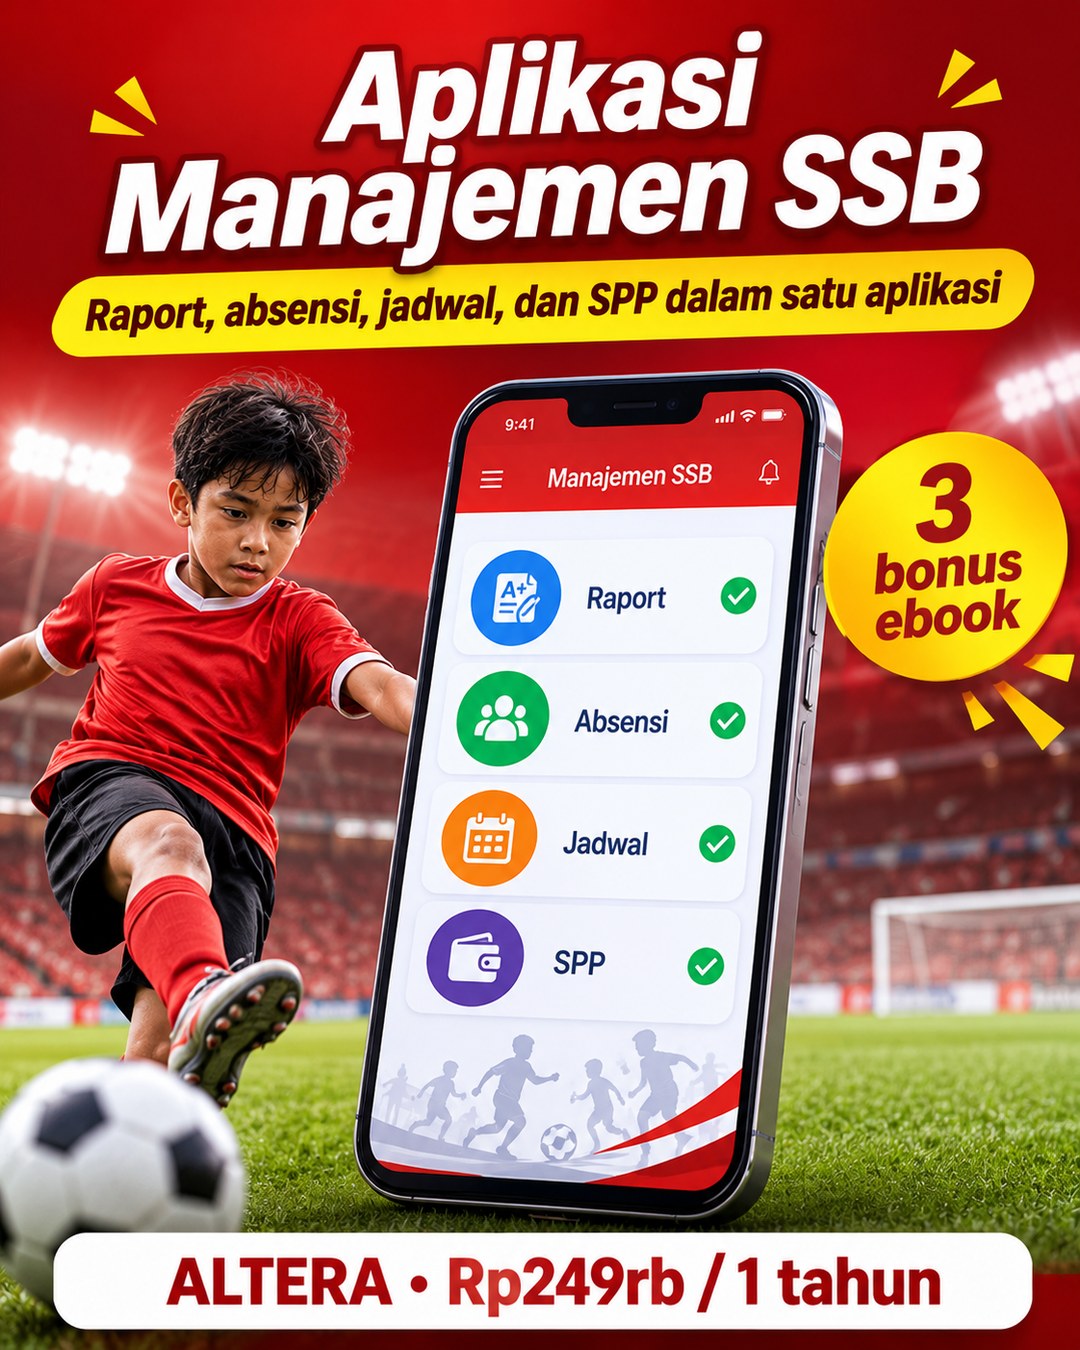 Aplikasi
Manajemen SSB
Raport, absensi, jadwal, dan SPP dalam satu aplikasi
9:41
Manajemen SSB
A+
Raport
Absensi
Jadwal
SPP
3
bonus
ebook
ALTERA • Rp249rb / 1 tahun